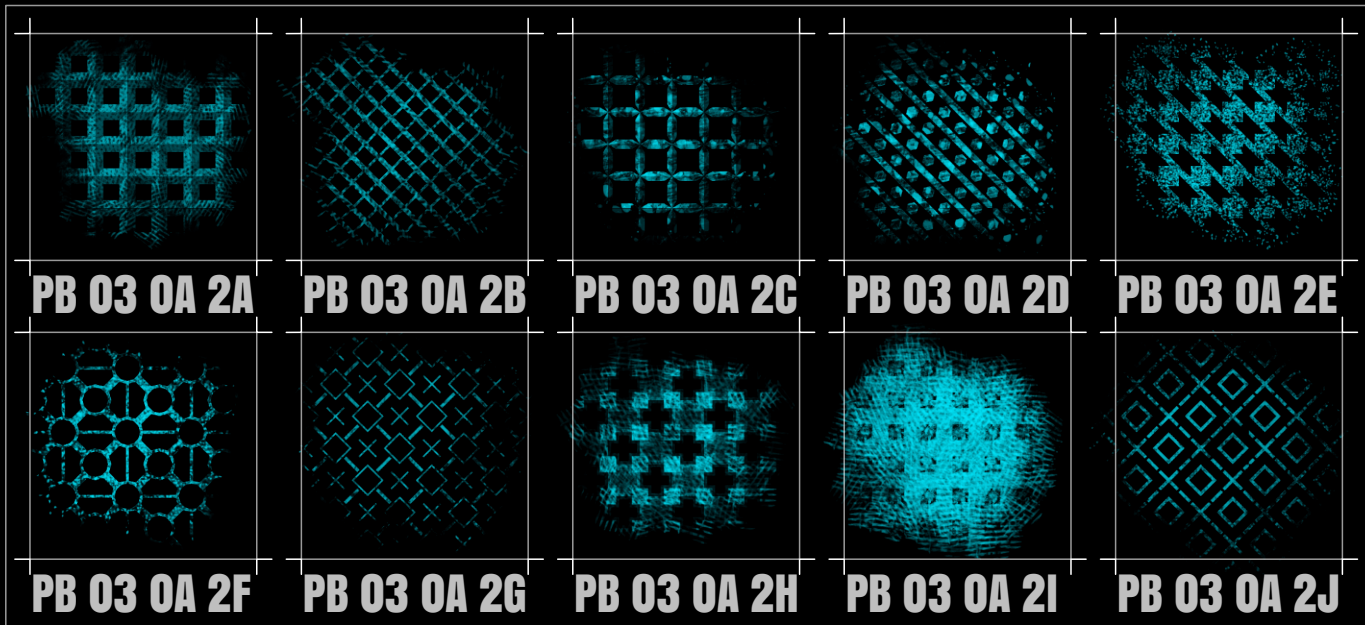 PB 03 0A 2A
PB 03 0A 2B
PB 03 0A 2C
PB 03 0A 2D
PB 03 0A 2E
PB 03 0A 2F
PB 03 0A 2G
PB 03 0A 2H
PB 03 0A 2I
PB 03 0A 2J